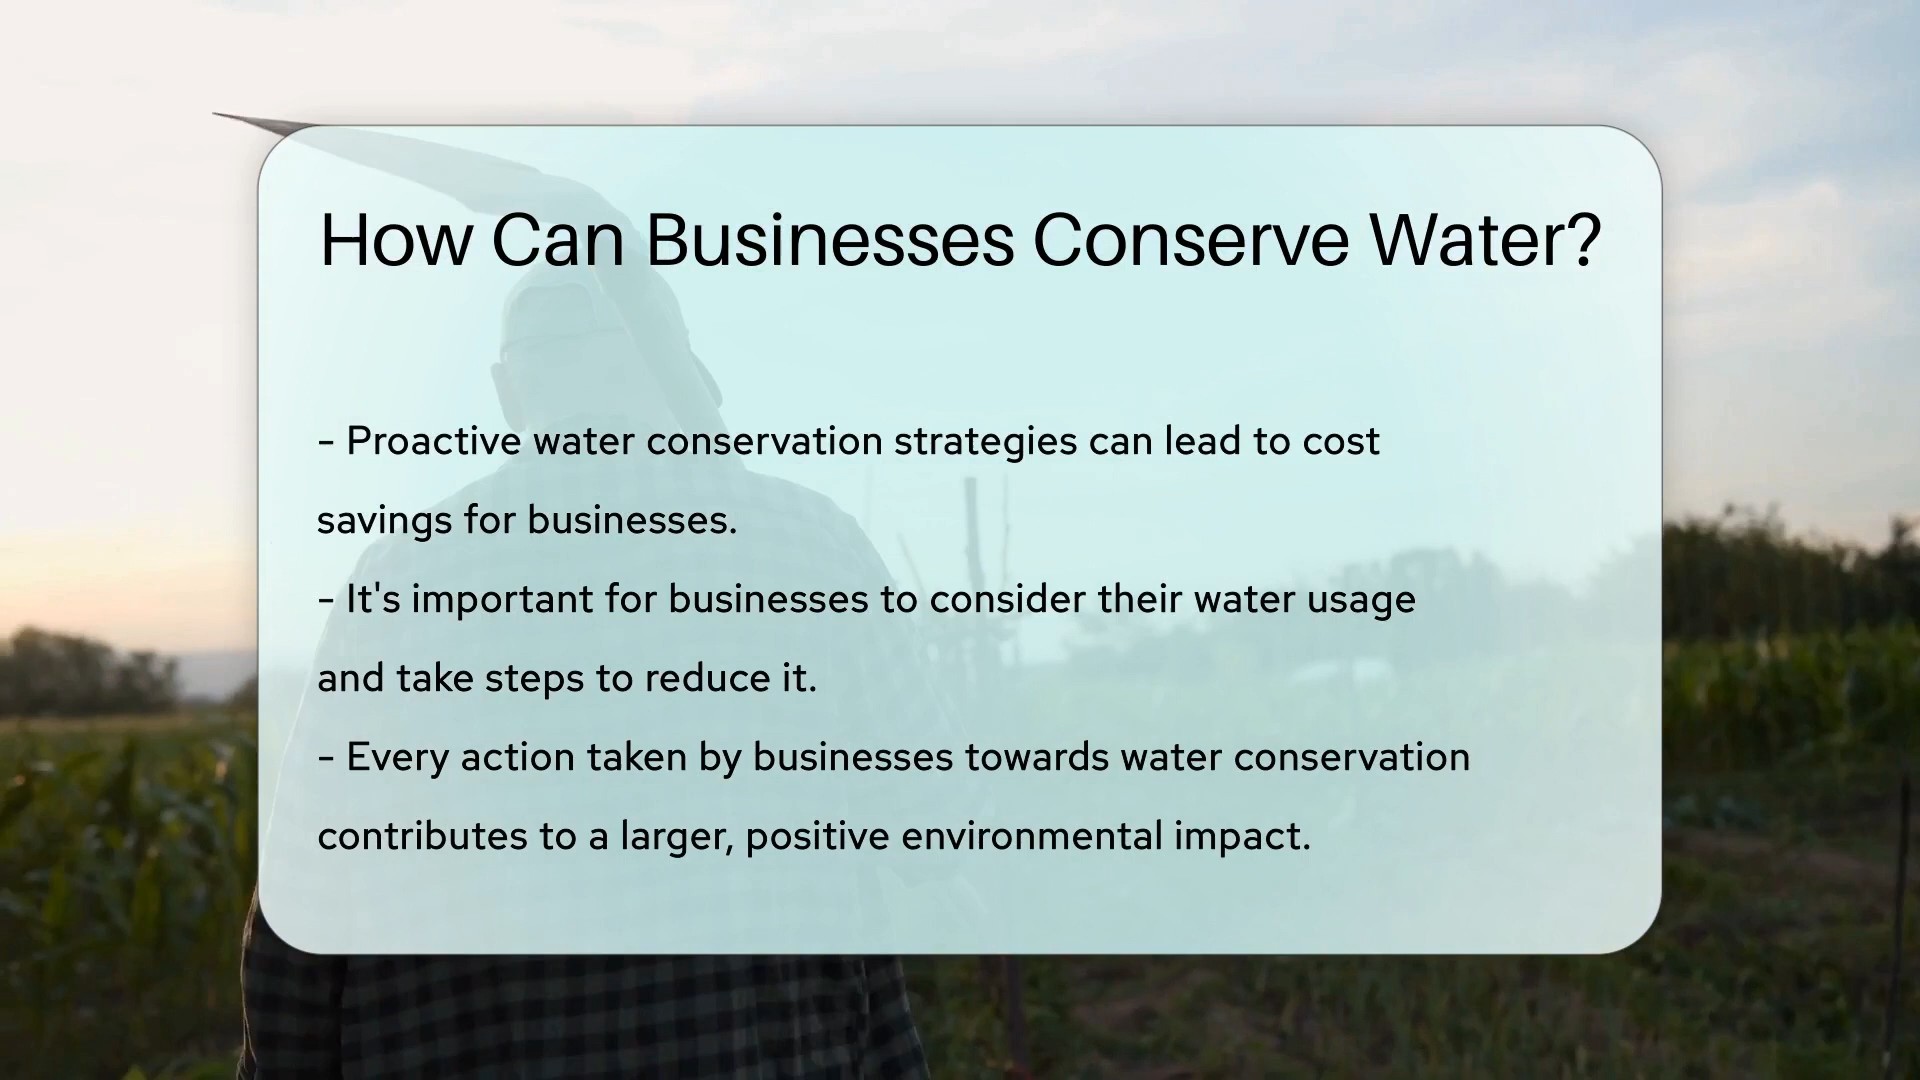 How Can Businesses Conserve Water?
- Proactive water conservation strategies can lead to cost
savings for businesses.
- It's important for businesses to consider their water usage
and take steps to reduce it.
- Every action taken by businesses towards water conservation
contributes to a larger, positive environmental impact.